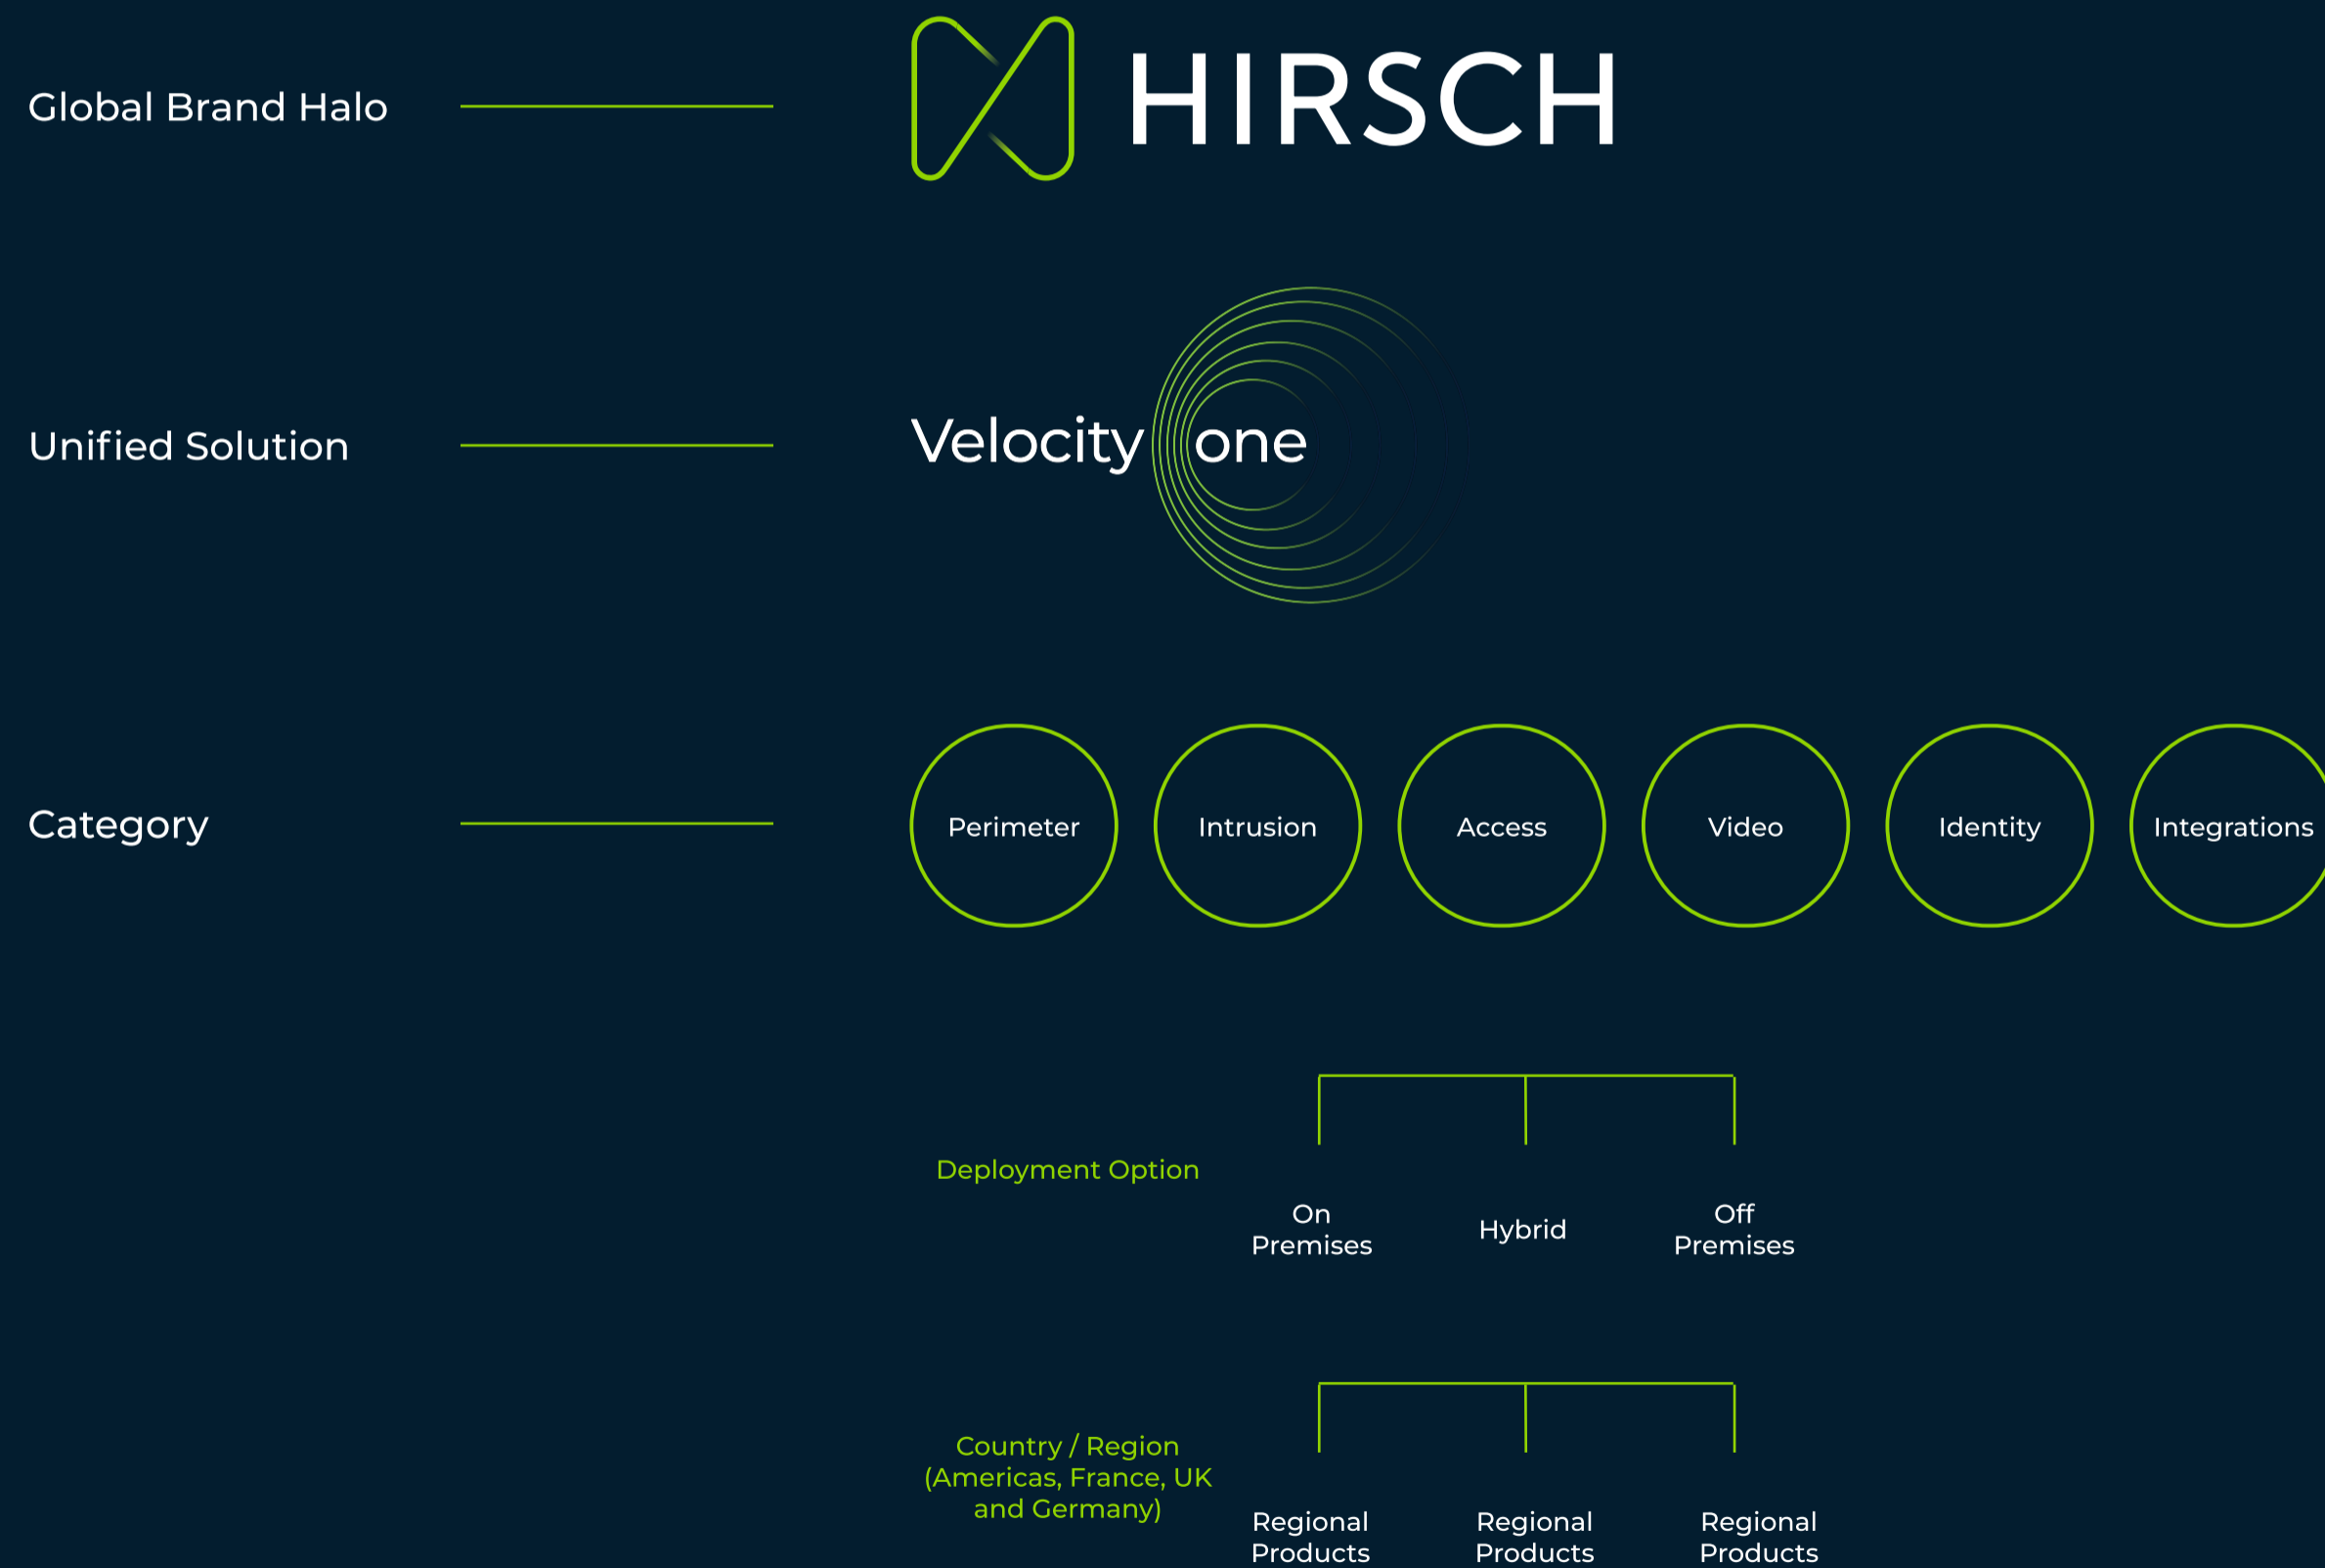 Global Brand Halo
HIRSCH
Unified Solution
Velocity one
Category
Perimeter
Intrusion
Access
Video
Identity
Integrations
Deployment Option
On
Premises
Hybrid
Off
Premises
Country / Region
(Americas, France, UK
and Germany)
Regional
Products
Regional
Products
Regional
Products